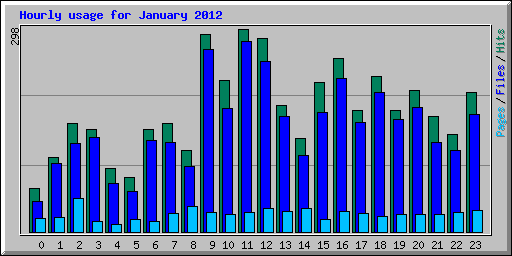 Hourly usage for January 2012
298
Pages/Files/Hits
0 1 2 3 4 5 6 7 8 9 10 11 12 13 14 15 16 17 18 19 20 21 22 23